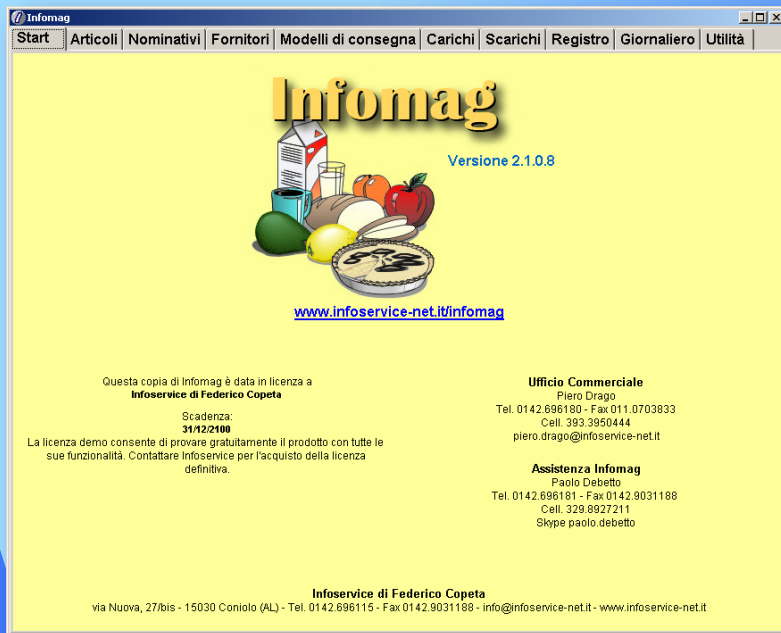 Infomag
Start Articoli Nominativi Fornitori Modelli di consegna Carichi Scarichi Registro Giornaliero Utilità
Infomag
Versione 2.1.0.8
www.infoservice-net.it/infomag
Questa copia di Infomag è data in licenza a
Infoservice di Federico Copeta
Scadenza:
31/12/2100
La licenza demo consente di provare gratuitamente il prodotto con tutte le
sue funzionalità. Contattare Infoservice per l'acquisto della licenza
definitiva.
Ufficio Commerciale
Piero Drago
Tel. 0142.696180 - Fax 011.0703833
Cell. 393.3950444
piero.drago@infoservice-net.it
Assistenza Infomag
Paolo Debetto
Tel. 0142.696181 - Fax 0142.9031188
Cell. 329.8927211
Skype paolo.debetto
Infoservice di Federico Copeta
via Nuova, 27/bis - 15030 Coniolo (AL) - Tel. 0142.696115 - Fax 0142.9031188 - info@infoservice-net.it - www.infoservice-net.it